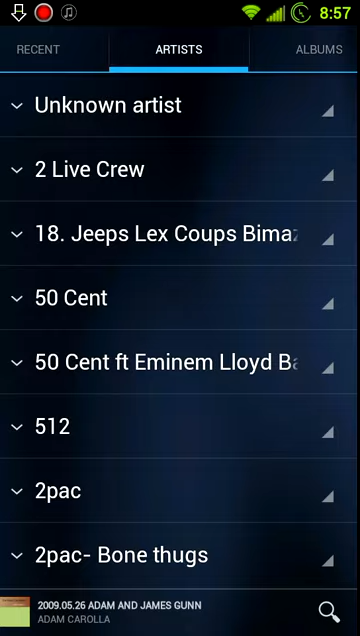 8:57
RECENT
ARTISTS
ALBUMS
Unknown artist
2 Live Crew
18. Jeeps Lex Coups Bimaz
50 Cent
50 Cent ft Eminem Lloyd Ba
512
2pac
2pac- Bone thugs
2009.05.26 ADAM AND JAMES GUNN
ADAM CAROLLA